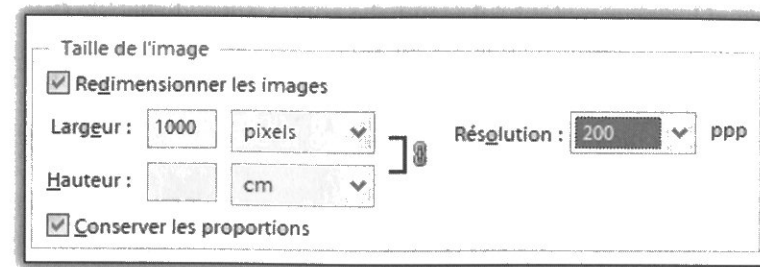 Taille de l'image
Redimensionner les images
Largeur : 1000 pixels Résolution : 200 ppp
Hauteur : cm
Conserver les proportions